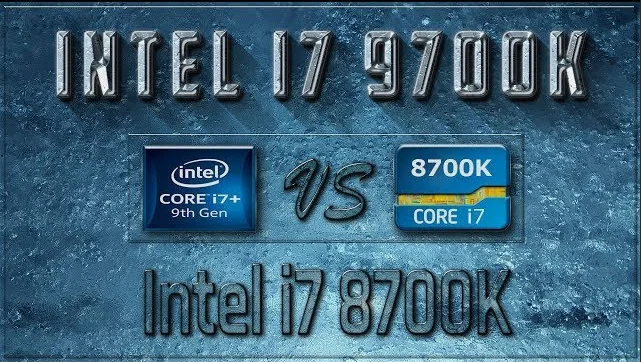 INTEL I7 9700K
intel
CORE i7+
9th Gen
VS
8700K
CORE i7
Intel i7 8700K